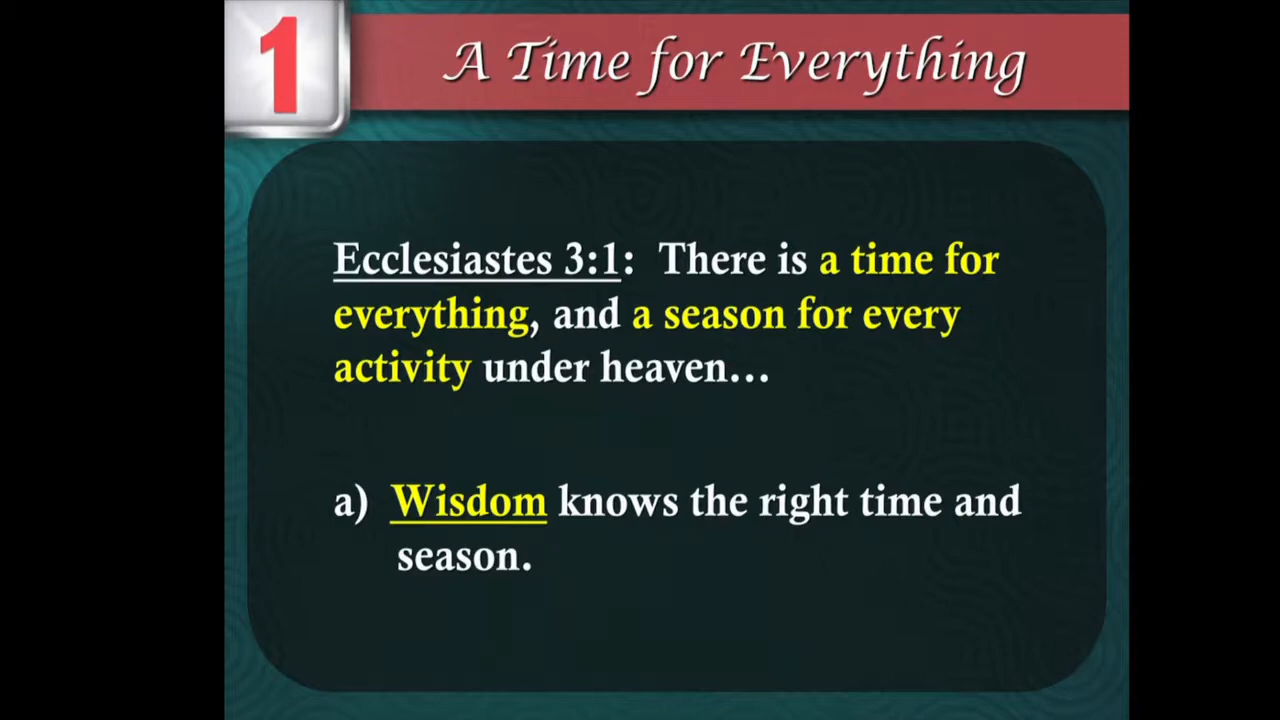 1
A Time for Everything
Ecclesiastes 3:1:  There is a time for
everything, and a season for every
activity under heaven…
a)  Wisdom knows the right time and
season.